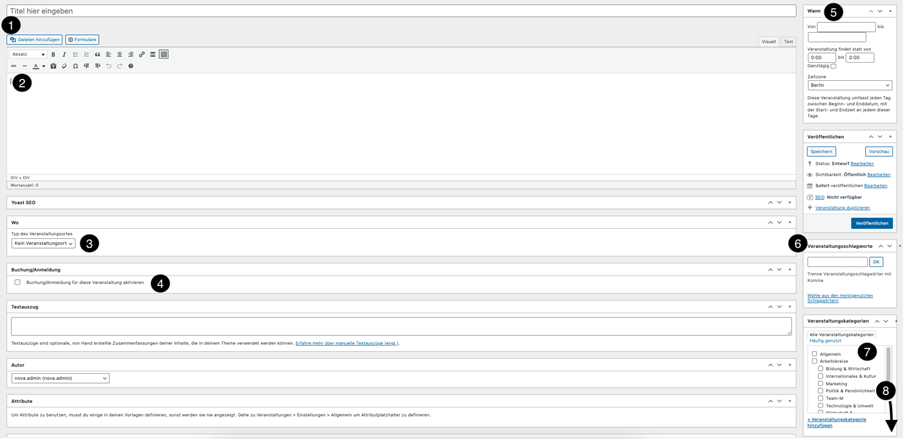 Titel hier eingeben
1
Dateien hinzufügen
Formulare
Visuell
Text
Absatz
B
I
2
DIV » DIV
Wortanzahl: 0
Yoast SEO
Wo
Typ des Veranstaltungsortes
Kein Veranstaltungsort
3
Buchung/Anmeldung
Buchung/Anmeldung für diese Veranstaltung aktivieren
4
Textauszug
Textauszüge sind optionale, von Hand erstellte Zusammenfassungen deiner Inhalte, die in deinem Theme verwendet werden können. Erfahre mehr über manuelle Textauszüge (engl.).
Autor
nova.admin (nova.admin)
Attribute
Um Attribute zu benutzen, musst du einige in deinen Vorlagen definieren, sonst werden sie nie angezeigt. Gehe zu Veranstaltungen > Einstellungen > Allgemein um Attributplatzhalter zu definieren.
Wann
5
Von
bis
Veranstaltung findet statt von
0:00 bis 0:00
Ganztägig
Zeitzone
Berlin
Diese Veranstaltung umfasst jeden Tag
zwischen Beginn- und Enddatum, mit
der Start- und Endzeit an jedem dieser
Tage.
Veröffentlichen
Speichern
Vorschau
Status: Entwurf Bearbeiten
Sichtbarkeit: Öffentlich Bearbeiten
Sofort veröffentlichen Bearbeiten
SEO: Nicht verfügbar
Veranstaltung duplizieren
Veröffentlichen
6
Veranstaltungsschlagworte
OK
Trenne Veranstaltungsschlagwörter mit
Komma
Wähle aus den meistgenutzten
Schlagwörtern
Veranstaltungskategorien
Alle Veranstaltungskategorien
Häufig genutzt
7
Allgemein
Arbeitskreise
Bildung & Wirtschaft
Internationales & Kultur
Marketing
8
Politik & Persönlichkeit
Team-M
Technologie & Umwelt
+ Veranstaltungskategorie
hinzufügen